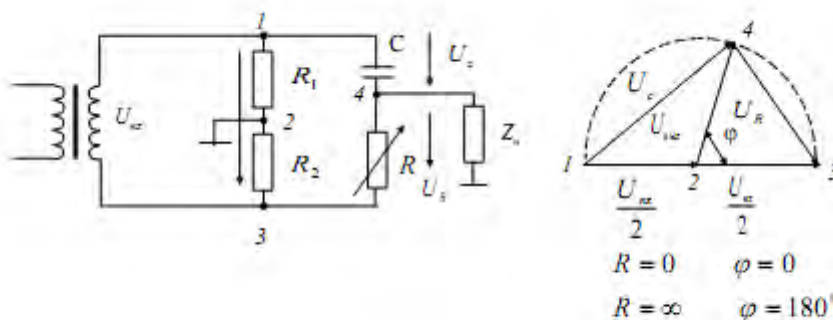 1
C
U_c
R_1
4
U_вх
2
R_2
R
U_R
Z_н
3
4
U_c
U_R
U_вых
φ
1
2
3
U_вх/2
U_вх/2
R = 0 φ = 0
R = ∞ φ = 180°